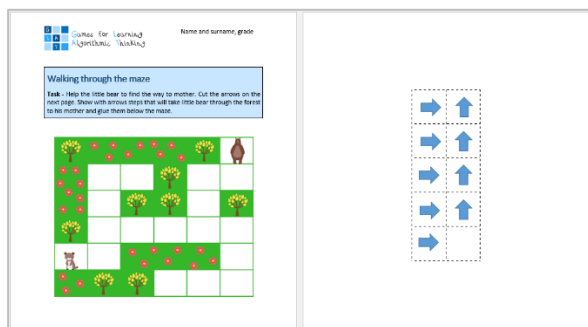 G L
A T
Games for Learning
Algorithmic Thinking
Name and surname, grade
Walking through the maze
Task - Help the little bear to find the way to mother. Cut the arrows on the
next page. Show with arrows steps that will take little bear through the forest
to his mother and glue them below the maze.